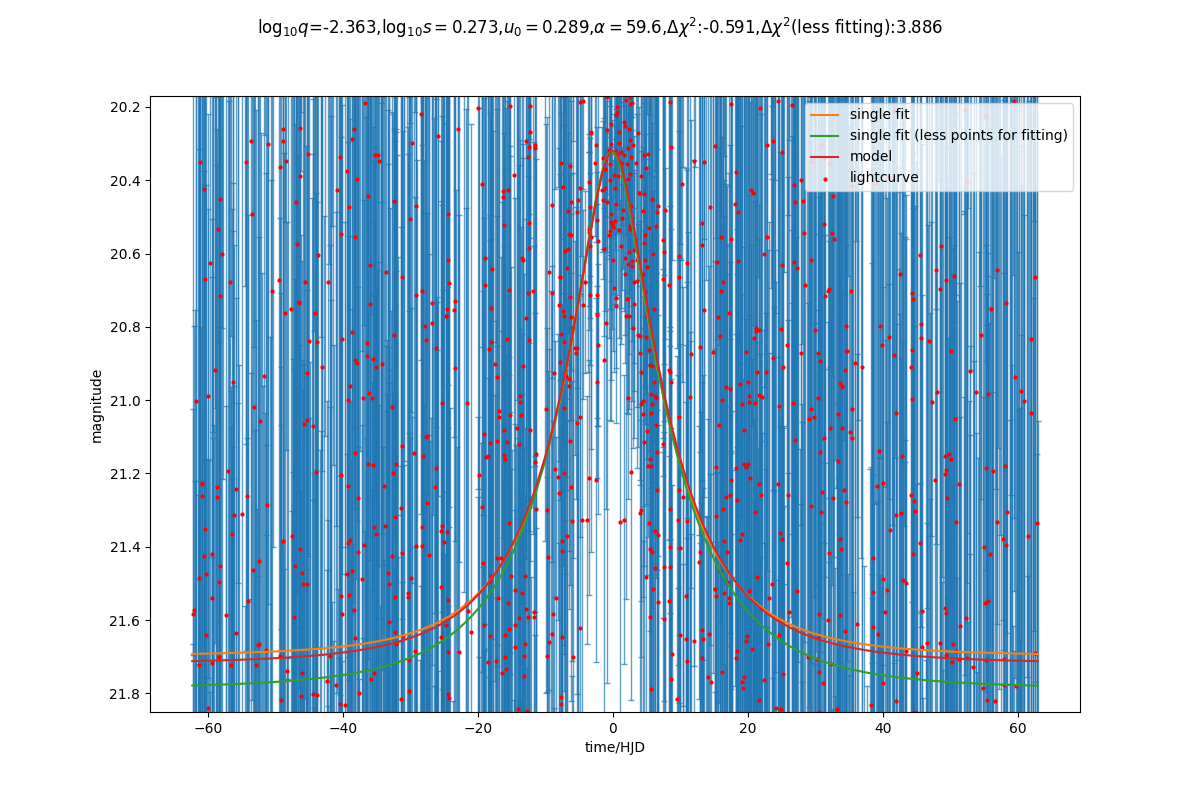 log₁₀q=-2.363,log₁₀s = 0.273,u₀ = 0.289,α = 59.6,Δχ²:-0.591,Δχ²(less fitting):3.886
20.2
20.4
20.6
20.8
21.0
21.2
21.4
21.6
21.8
magnitude
single fit
single fit (less points for fitting)
model
lightcurve
−60 −40 −20 0 20 40 60
time/HJD